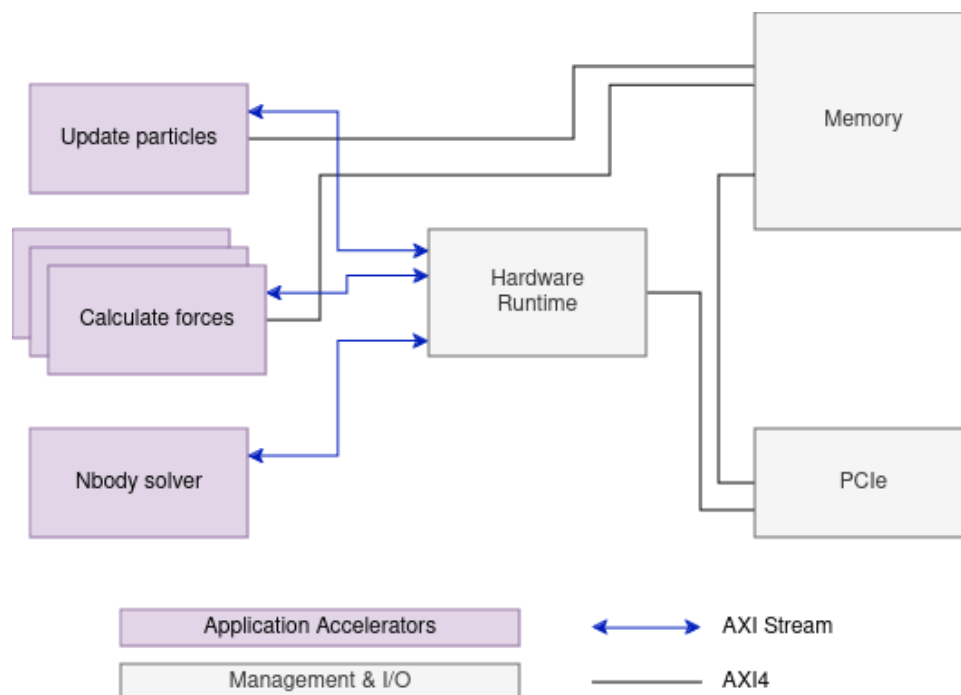 Memory
Update particles
Hardware
Runtime
Calculate forces
Nbody solver
PCIe
Application Accelerators
AXI Stream
Management & I/O
AXI4